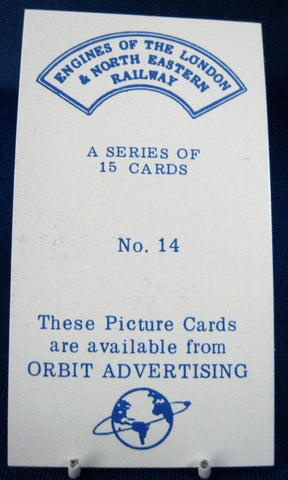 ENGINES OF THE LONDON
& NORTH EASTERN
RAILWAY
A SERIES OF
15 CARDS
No. 14
These Picture Cards
are available from
ORBIT ADVERTISING